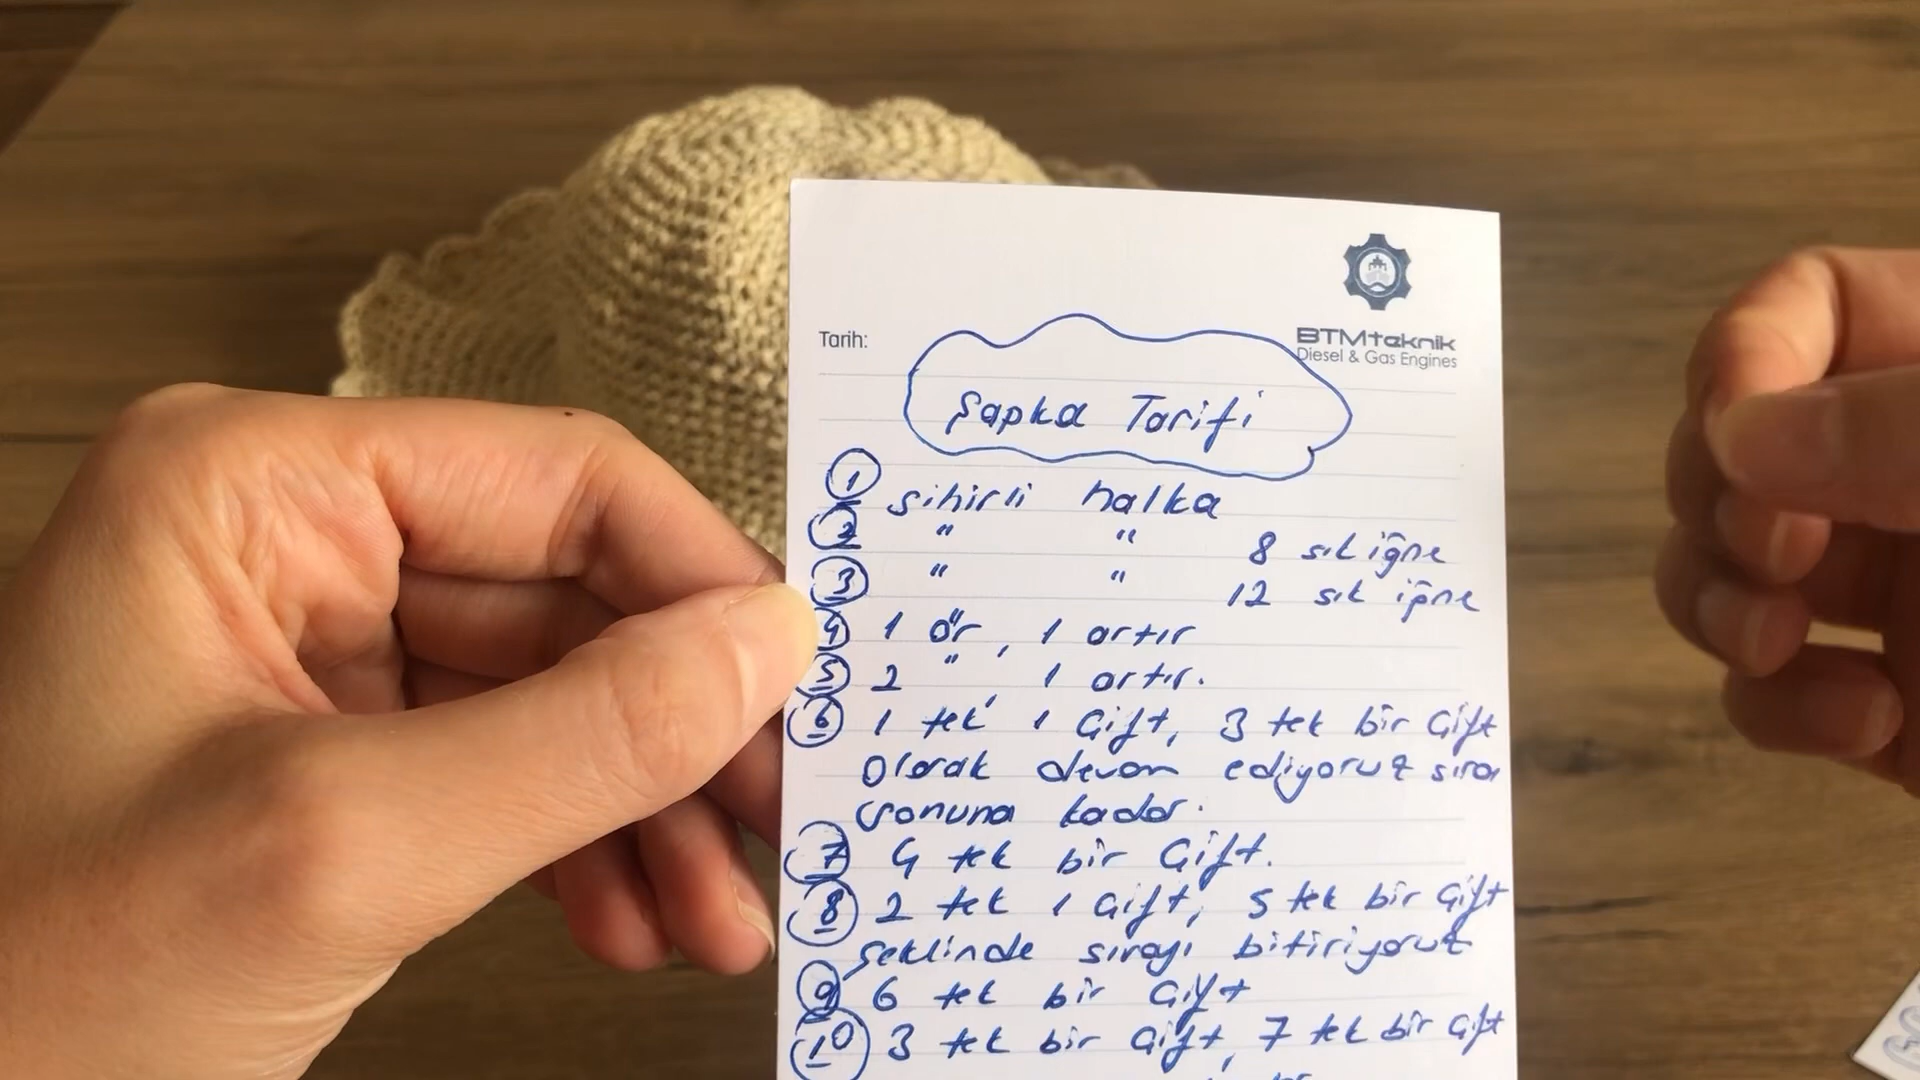 BTMteknik
Diesel & Gas Engines
Tarih:
Şapka Tarifi
1 sihirli halka
2 " " 8 sık iğne
3 " " 12 sık iğne
4 1 ör, 1 artır
5 2 ", 1 artır.
6 1 tek, 1 Çift, 3 tek bir Çift
olarak devam ediyoruz sıra
sonuna kadar.
7 4 tek bir Çift.
8 2 tek 1 Çift, 5 tek bir Çift
şeklinde sırayı bitiriyoruz
9 6 tek bir Çift
10 3 tek bir Çift, 7 tek bir Çift